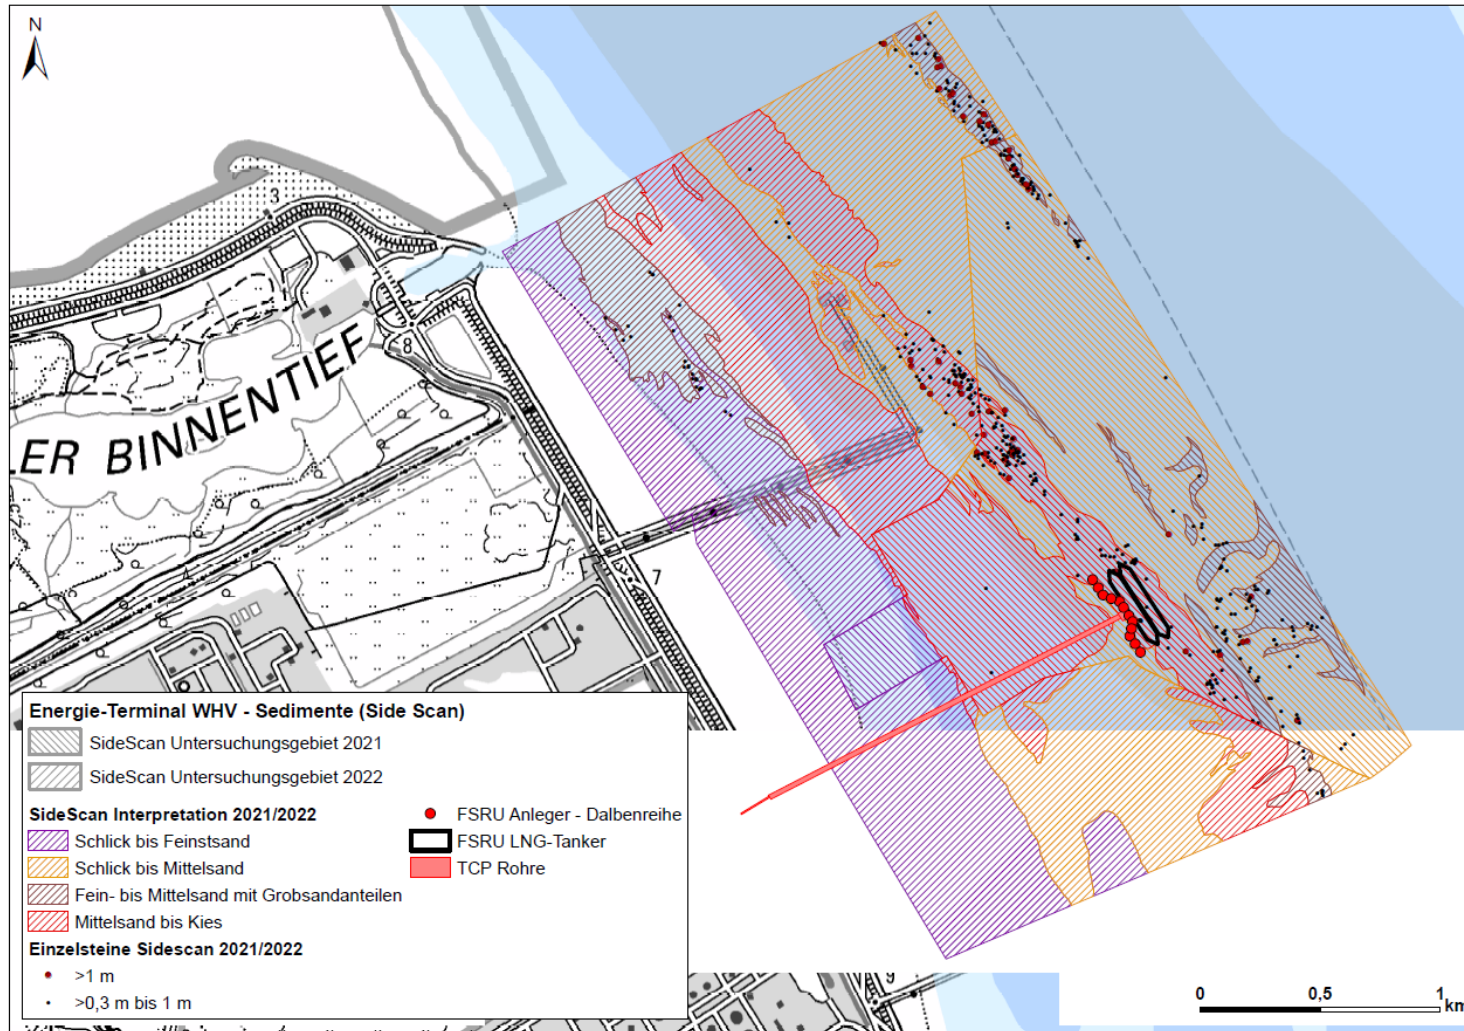 N
3
8
LER BINNENTIEF
7
Energie-Terminal WHV - Sedimente (Side Scan)
SideScan Untersuchungsgebiet 2021
SideScan Untersuchungsgebiet 2022
SideScan Interpretation 2021/2022
Schlick bis Feinstsand
Schlick bis Mittelsand
Fein- bis Mittelsand mit Grobsandanteilen
Mittelsand bis Kies
FSRU Anleger - Dalbenreihe
FSRU LNG-Tanker
TCP Rohre
Einzelsteine Sidescan 2021/2022
>1 m
>0,3 m bis 1 m
9
0 0,5 1
km